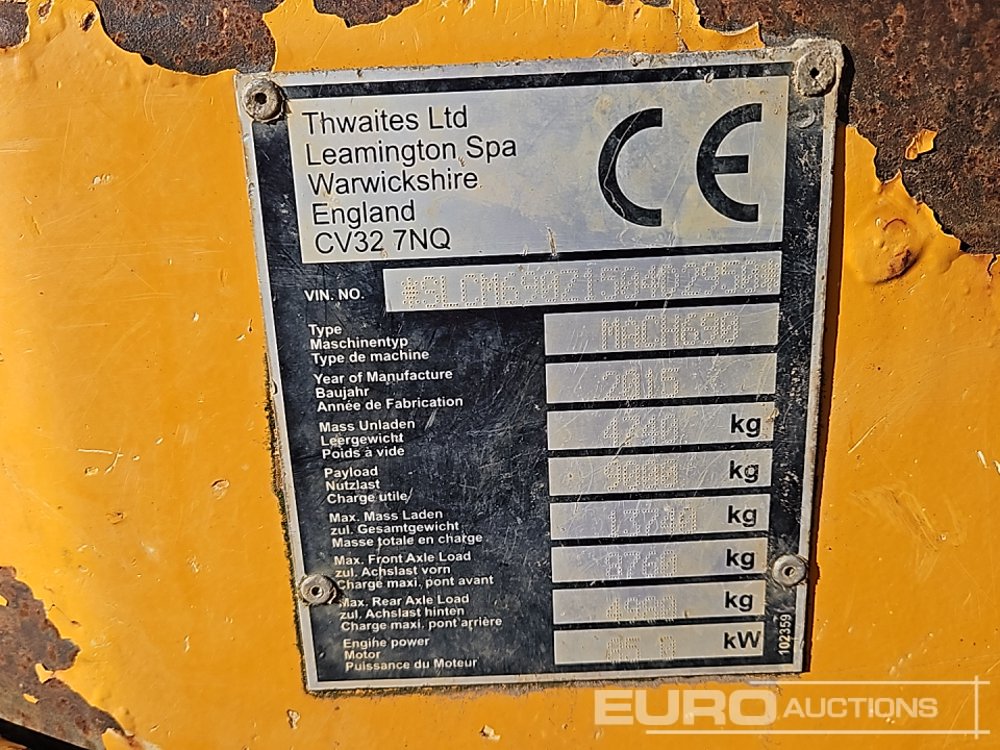 Thwaites Ltd
Leamington Spa
Warwickshire
England
CV32 7NQ
CE
VIN. NO.
Type MACH690
Maschinentyp
Type de machine
Year of Manufacture 2015
Baujahr
Année de Fabrication
Mass Unladen kg
Leergewicht
Poids à vide
Payload 9000 kg
Nutzlast
Charge utile
Max. Mass Laden 13740 kg
zul. Gesamtgewicht
Masse totale en charge
Max. Front Axle Load 8760 kg
zul. Achslast vorn
Charge maxi. pont avant
Max. Rear Axle Load kg
zul. Achslast hinten
Charge maxi. pont arrière
Engine power kW
Motor
Puissance du Moteur
102359
EURO AUCTIONS